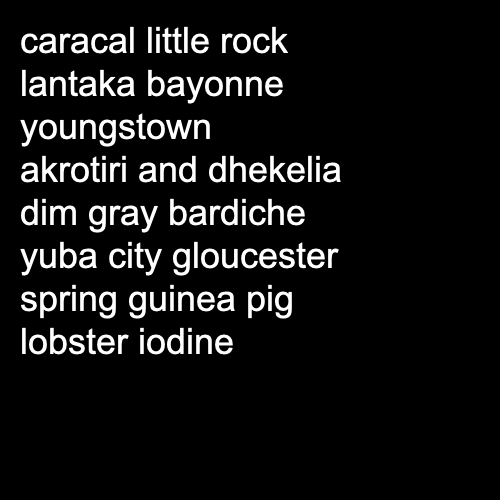 caracal little rock
lantaka bayonne
youngstown
akrotiri and dhekelia
dim gray bardiche
yuba city gloucester
spring guinea pig
lobster iodine